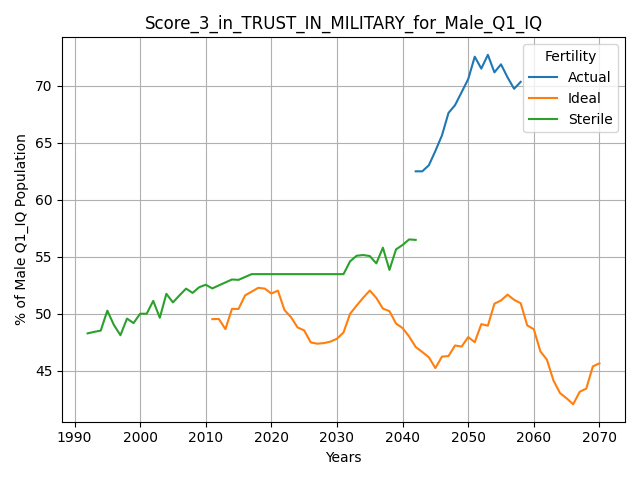 Score_3_in_TRUST_IN_MILITARY_for_Male_Q1_IQ
Fertility
Actual
Ideal
Sterile
% of Male Q1_IQ Population
70
65
60
55
50
45
1990 2000 2010 2020 2030 2040 2050 2060 2070
Years